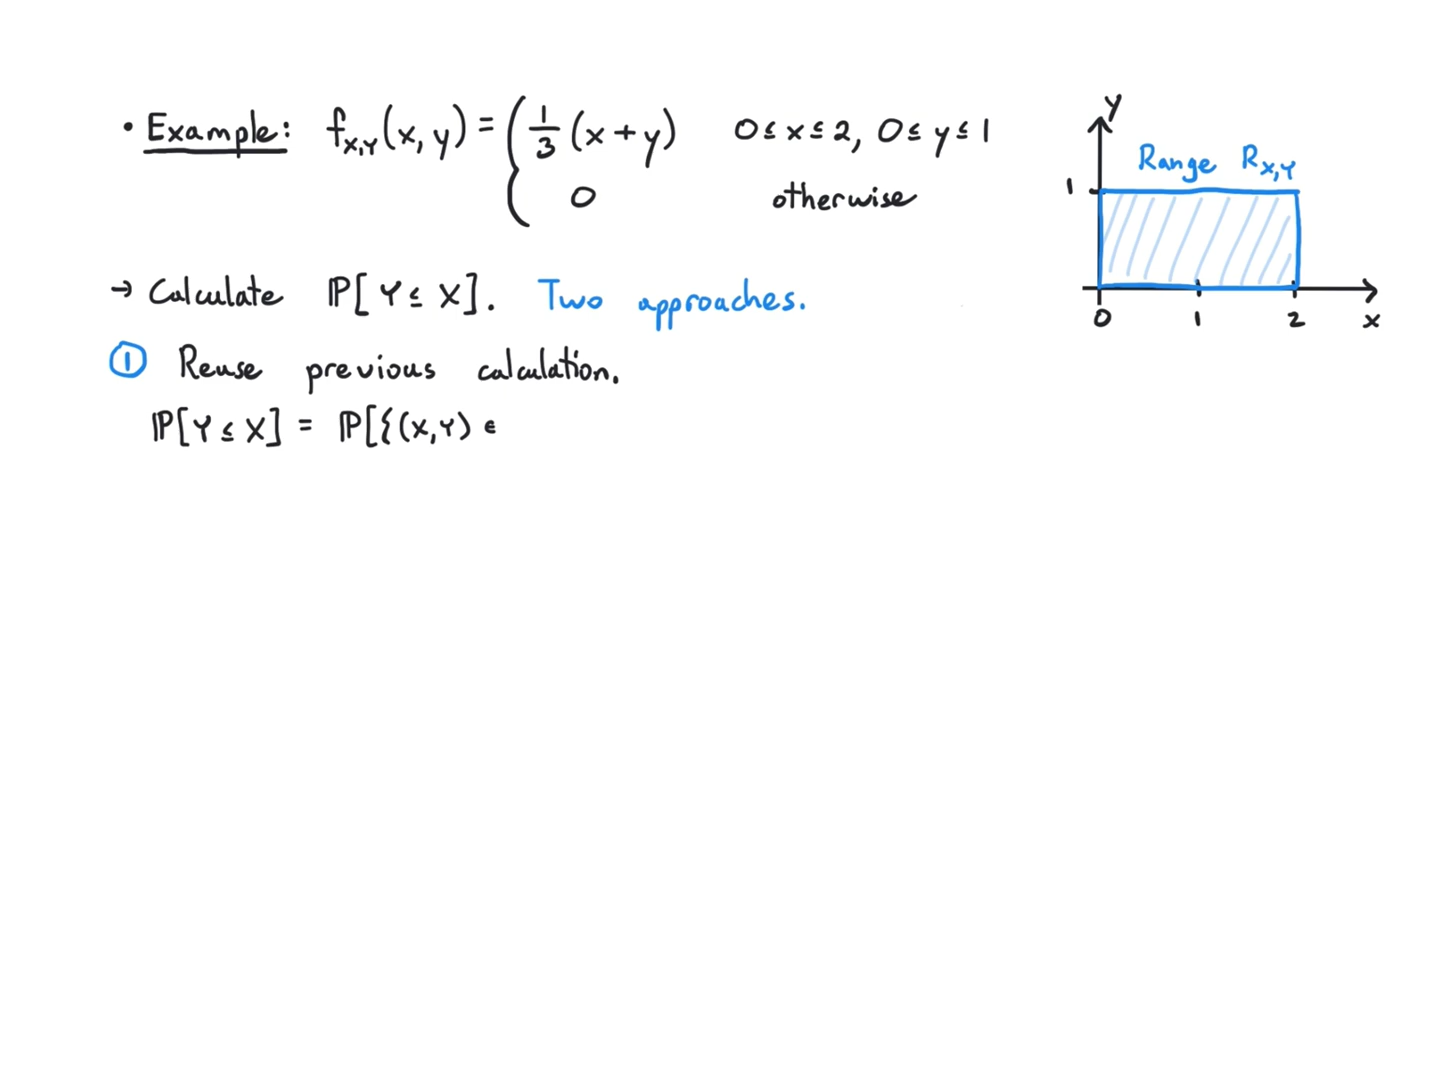 • Example: f_{X,Y}(x, y) = { 1/3 (x + y) 0 ≤ x ≤ 2, 0 ≤ y ≤ 1
0 otherwise
y
Range R_{X,Y}
1
0 1 2 x
→ Calculate ℙ[Y ≤ X]. Two approaches.
① Reuse previous calculation.
ℙ[Y ≤ X] = ℙ[{(X,Y) ∈